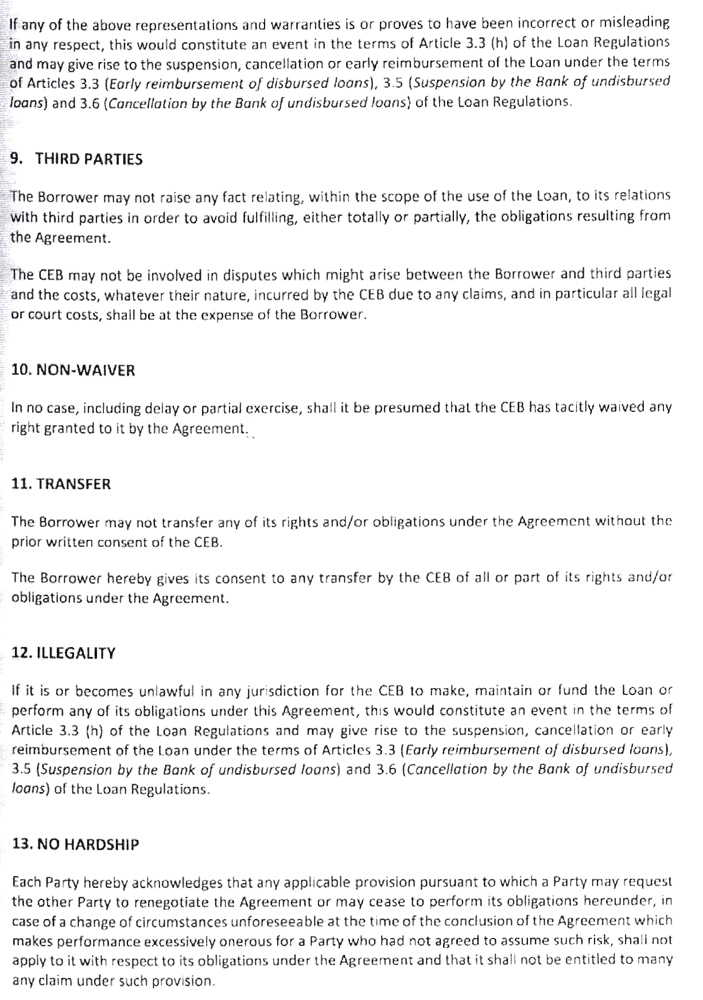 If any of the above representations and warranties is or proves to have been incorrect or misleading
in any respect, this would constitute an event in the terms of Article 3.3 (h) of the Loan Regulations
and may give rise to the suspension, cancellation or early reimbursement of the Loan under the terms
of Articles 3.3 (Early reimbursement of disbursed loans), 3.5 (Suspension by the Bank of undisbursed
loans) and 3.6 (Cancellation by the Bank of undisbursed loans) of the Loan Regulations.
9. THIRD PARTIES
The Borrower may not raise any fact relating, within the scope of the use of the Loan, to its relations
with third parties in order to avoid fulfilling, either totally or partially, the obligations resulting from
the Agreement.
The CEB may not be involved in disputes which might arise between the Borrower and third parties
and the costs, whatever their nature, incurred by the CEB due to any claims, and in particular all legal
or court costs, shall be at the expense of the Borrower.
10. NON-WAIVER
In no case, including delay or partial exercise, shall it be presumed that the CEB has tacitly waived any
right granted to it by the Agreement.
11. TRANSFER
The Borrower may not transfer any of its rights and/or obligations under the Agreement without the
prior written consent of the CEB.
The Borrower hereby gives its consent to any transfer by the CEB of all or part of its rights and/or
obligations under the Agreement.
12. ILLEGALITY
If it is or becomes unlawful in any jurisdiction for the CEB to make, maintain or fund the Loan or
perform any of its obligations under this Agreement, this would constitute an event in the terms of
Article 3.3 (h) of the Loan Regulations and may give rise to the suspension, cancellation or early
reimbursement of the Loan under the terms of Articles 3.3 (Early reimbursement of disbursed loans),
3.5 (Suspension by the Bank of undisbursed loans) and 3.6 (Cancellation by the Bank of undisbursed
loans) of the Loan Regulations.
13. NO HARDSHIP
Each Party hereby acknowledges that any applicable provision pursuant to which a Party may request
the other Party to renegotiate the Agreement or may cease to perform its obligations hereunder, in
case of a change of circumstances unforeseeable at the time of the conclusion of the Agreement which
makes performance excessively onerous for a Party who had not agreed to assume such risk, shall not
apply to it with respect to its obligations under the Agreement and that it shall not be entitled to many
any claim under such provision.